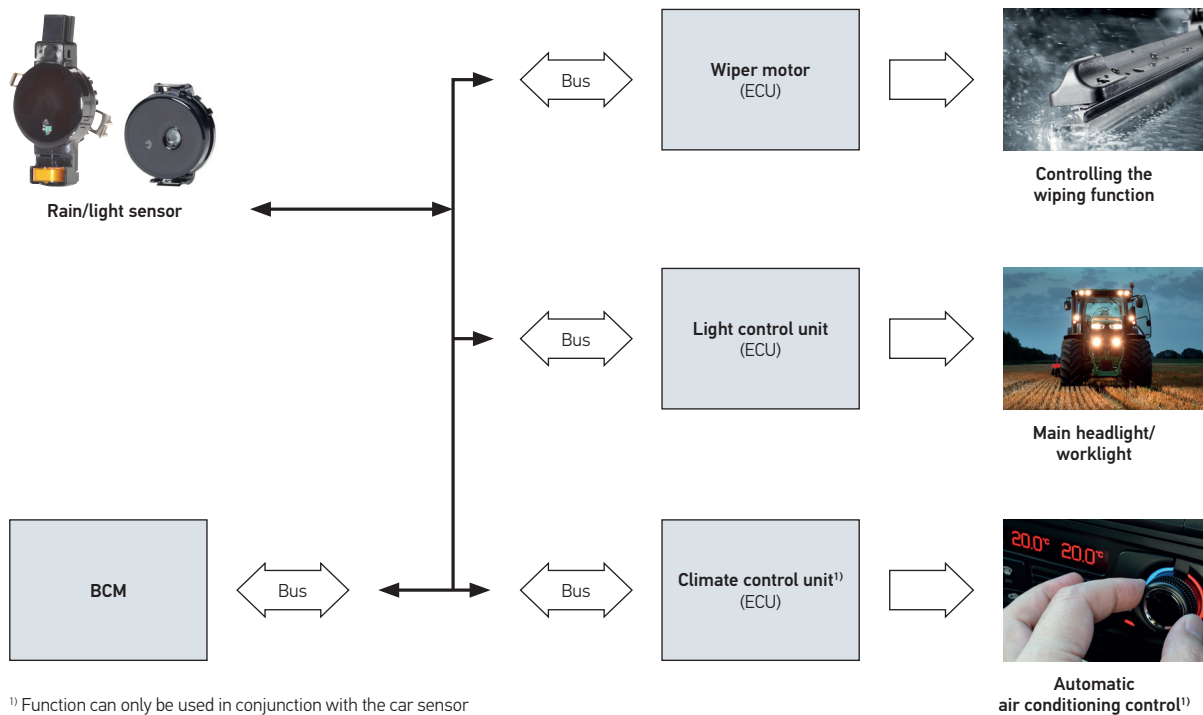 Rain/light sensor
Bus
Wiper motor
(ECU)
Controlling the
wiping function
Bus
Light control unit
(ECU)
Main headlight/
worklight
BCM
Bus
Bus
Climate control unit¹⁾
(ECU)
20.0°c 20.0°c
Automatic
air conditioning control¹⁾
¹⁾ Function can only be used in conjunction with the car sensor